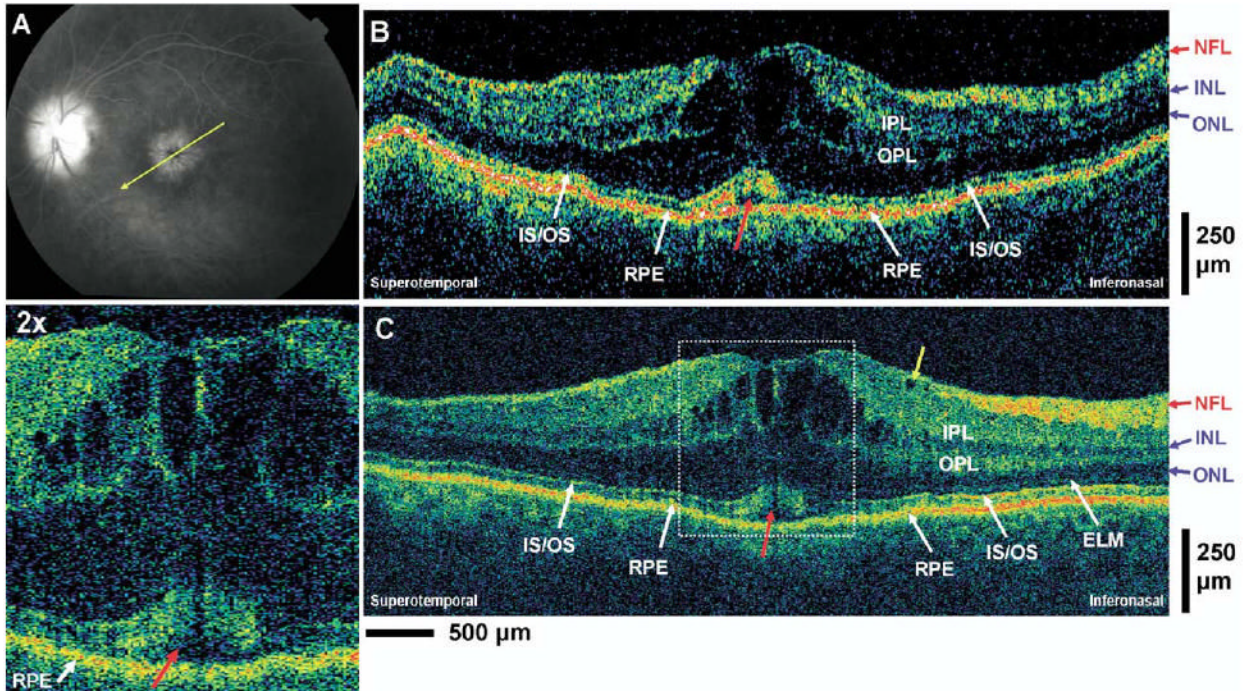 A
B
NFL
INL
ONL
IPL
OPL
IS/OS
RPE
RPE
IS/OS
250
µm
Superotemporal
Inferonasal
2x
RPE
C
NFL
INL
ONL
IPL
OPL
IS/OS
RPE
RPE
IS/OS
ELM
250
µm
Superotemporal
Inferonasal
500 µm